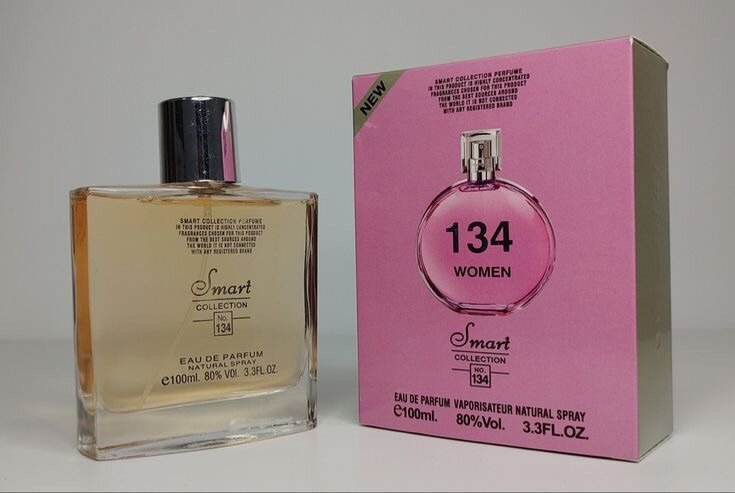 SMART COLLECTION PERFUME
IN THIS PRODUCT IS HIGHLY CONCENTRATED
FRAGRANCES CHOSEN FOR THIS PRODUCT
FROM THE BEST SOURCES AROUND
THE WORLD IT IS NOT CONNECTED
WITH ANY REGISTERED BRAND
Smart
COLLECTION
No.
134
EAU DE PARFUM
NATURAL SPRAY
e100ml. 80% Vol. 3.3FL.OZ.
NEW
SMART COLLECTION PERFUME
IN THIS PRODUCT IS HIGHLY CONCENTRATED
FRAGRANCES CHOSEN FOR THIS PRODUCT
FROM THE BEST SOURCES AROUND
THE WORLD IT IS NOT CONNECTED
WITH ANY REGISTERED BRAND
134
WOMEN
Smart
COLLECTION
NO.
134
EAU DE PARFUM VAPORISATEUR NATURAL SPRAY
e100ml. 80%Vol. 3.3FL.OZ.